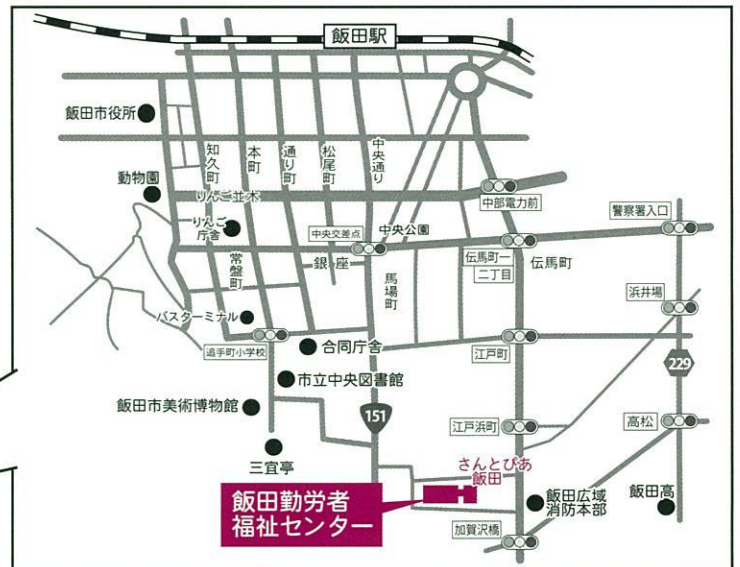 飯田駅
飯田市役所
知久町
本町
通り町
松尾町
中央通り
動物園
りんご並木
りんご
庁舎
中部電力前
警察署入口
中央交差点
中央公園
伝馬町一
二丁目
伝馬町
常盤町
銀座
馬場町
浜井場
バスターミナル
追手町小学校
合同庁舎
江戸町
229
市立中央図書館
飯田市美術博物館
151
江戸浜町
高松
三宜亭
さんとぴあ
飯田
飯田勤労者
福祉センター
飯田広域
消防本部
飯田高
加賀沢橋